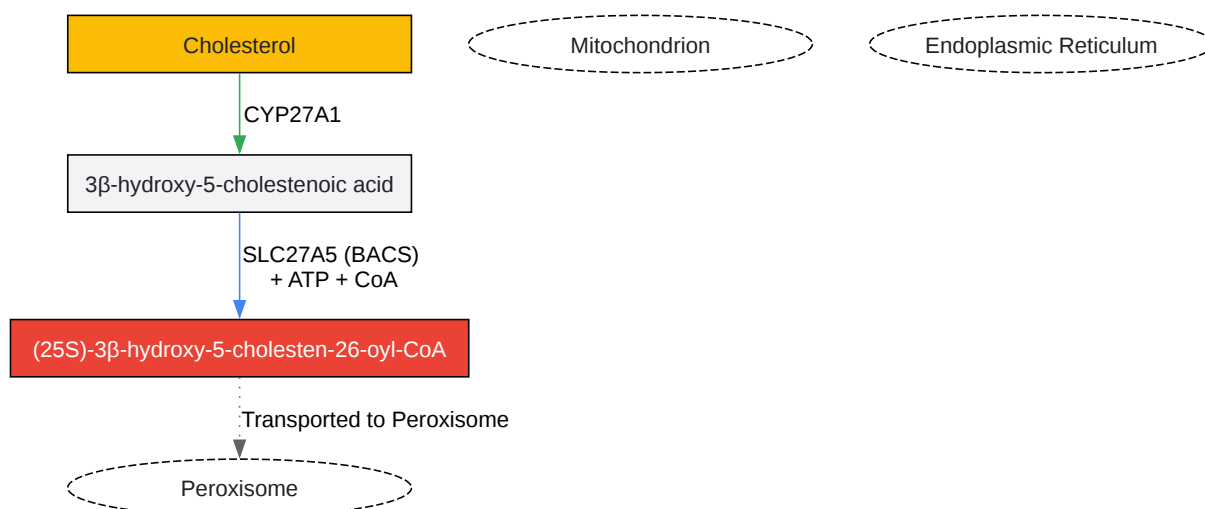 Cholesterol
Mitochondrion
Endoplasmic Reticulum
CYP27A1
3β-hydroxy-5-cholestenoic acid
SLC27A5 (BACS)
+ ATP + CoA
(25S)-3β-hydroxy-5-cholesten-26-oyl-CoA
Transported to Peroxisome
Peroxisome